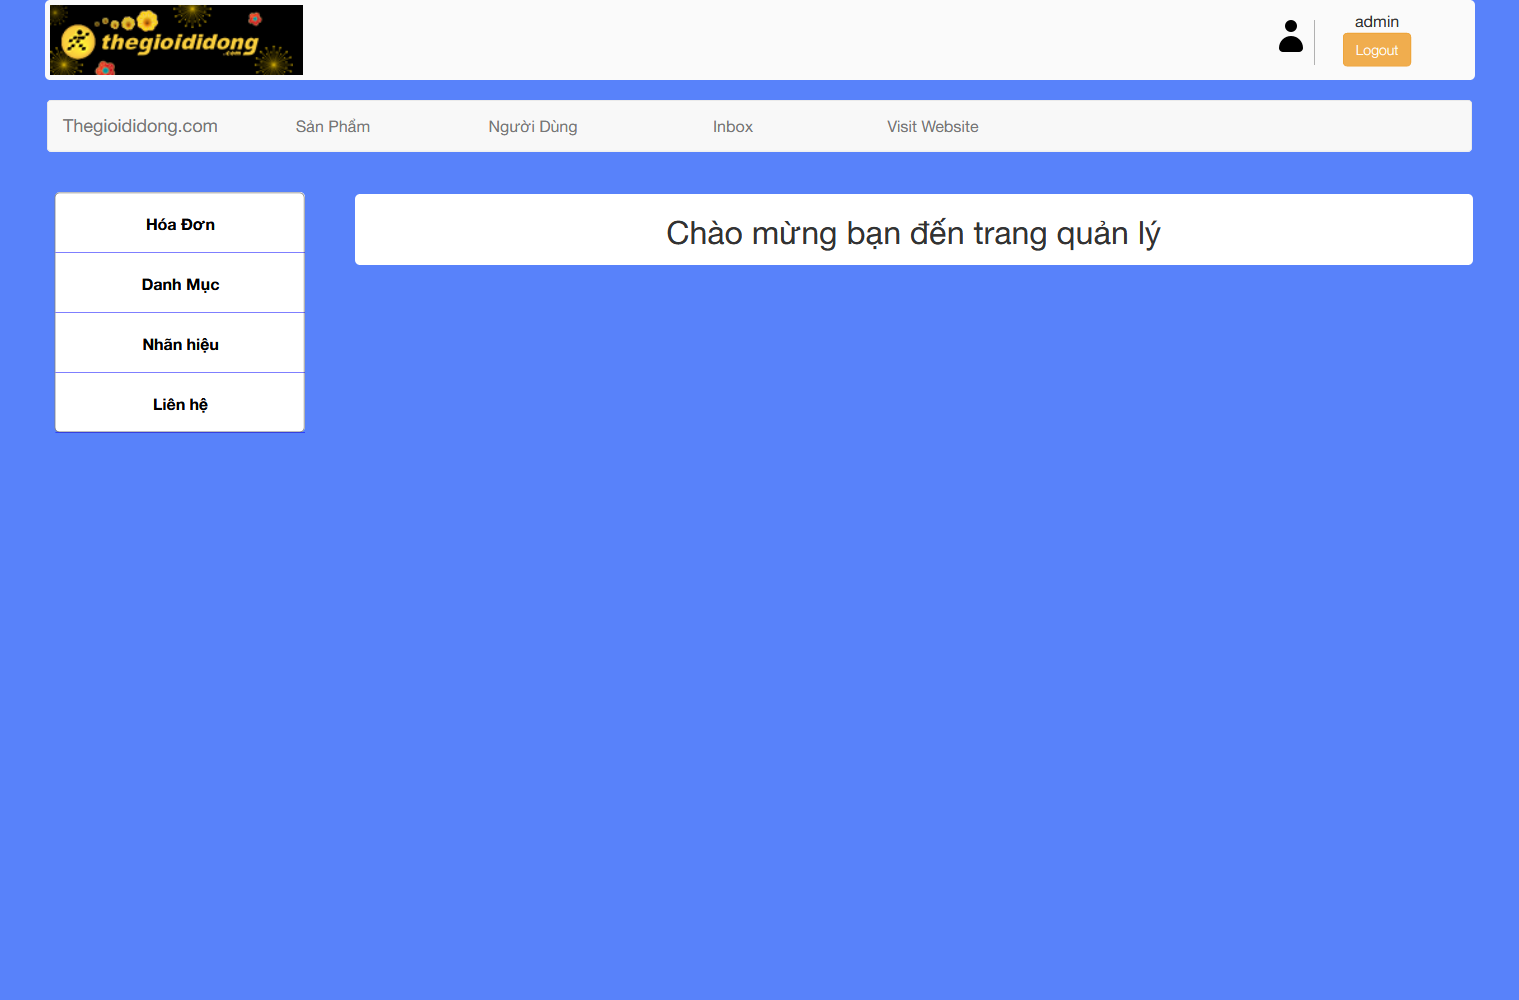 thegioididong
.com
admin
Logout
Thegioididong.com
Sản Phẩm
Người Dùng
Inbox
Visit Website
Hóa Đơn
Danh Mục
Nhãn hiệu
Liên hệ
Chào mừng bạn đến trang quản lý